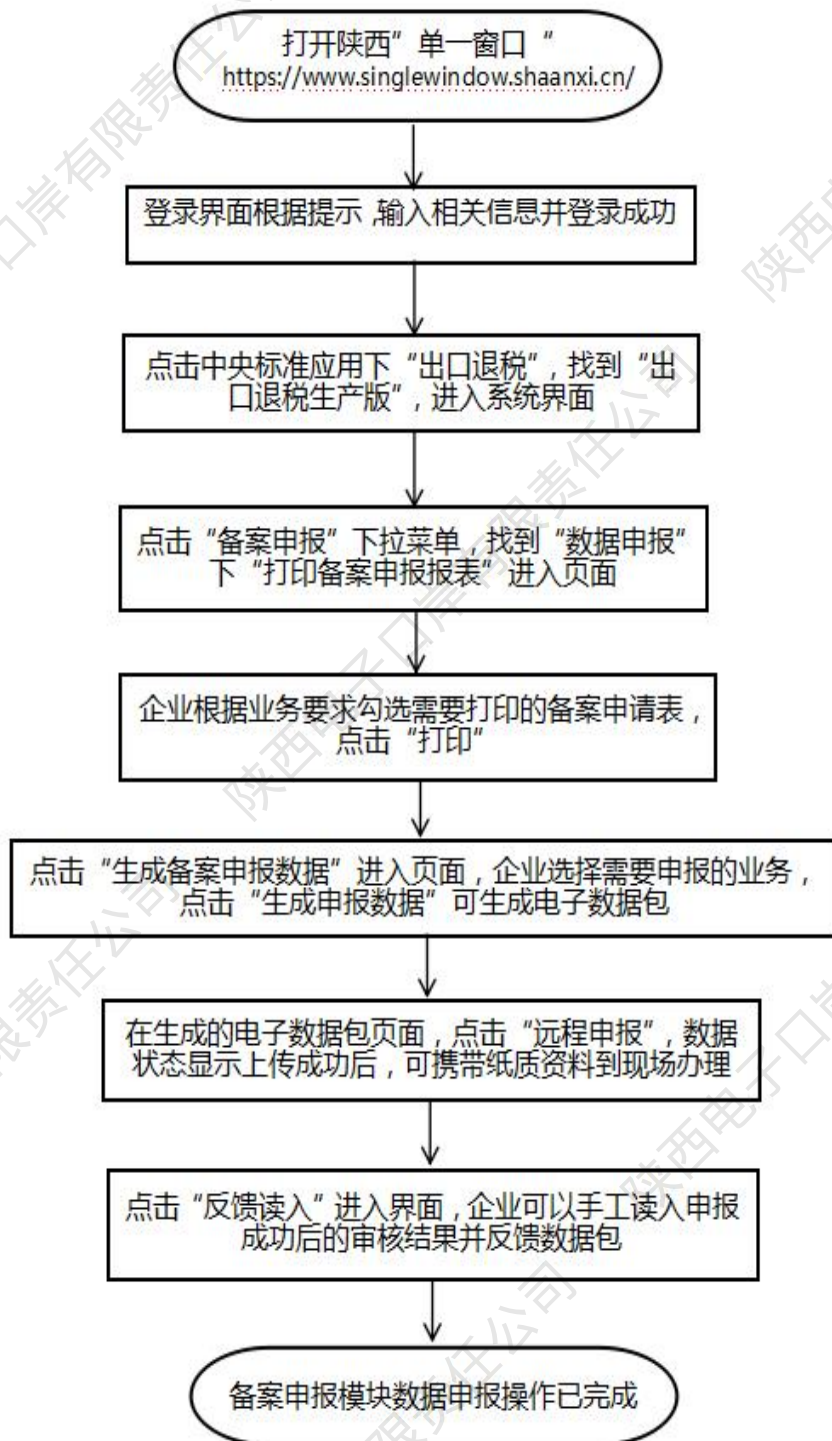 打开陕西”单一窗口“
https://www.singlewindow.shaanxi.cn/
登录界面根据提示,输入相关信息并登录成功
点击中央标准应用下“出口退税”，找到“出
口退税生产版”，进入系统界面
点击“备案申报”下拉菜单，找到“数据申报”
下“打印备案申报报表”进入页面
企业根据业务要求勾选需要打印的备案申请表，
点击“打印”
点击“生成备案申报数据”进入页面，企业选择需要申报的业务，
点击“生成申报数据”可生成电子数据包
在生成的电子数据包页面，点击“远程申报”，数据
状态显示上传成功后，可携带纸质资料到现场办理
点击“反馈读入”进入界面，企业可以手工读入申报
成功后的审核结果并反馈数据包
备案申报模块数据申报操作已完成
陕西电子口岸有限责任公司